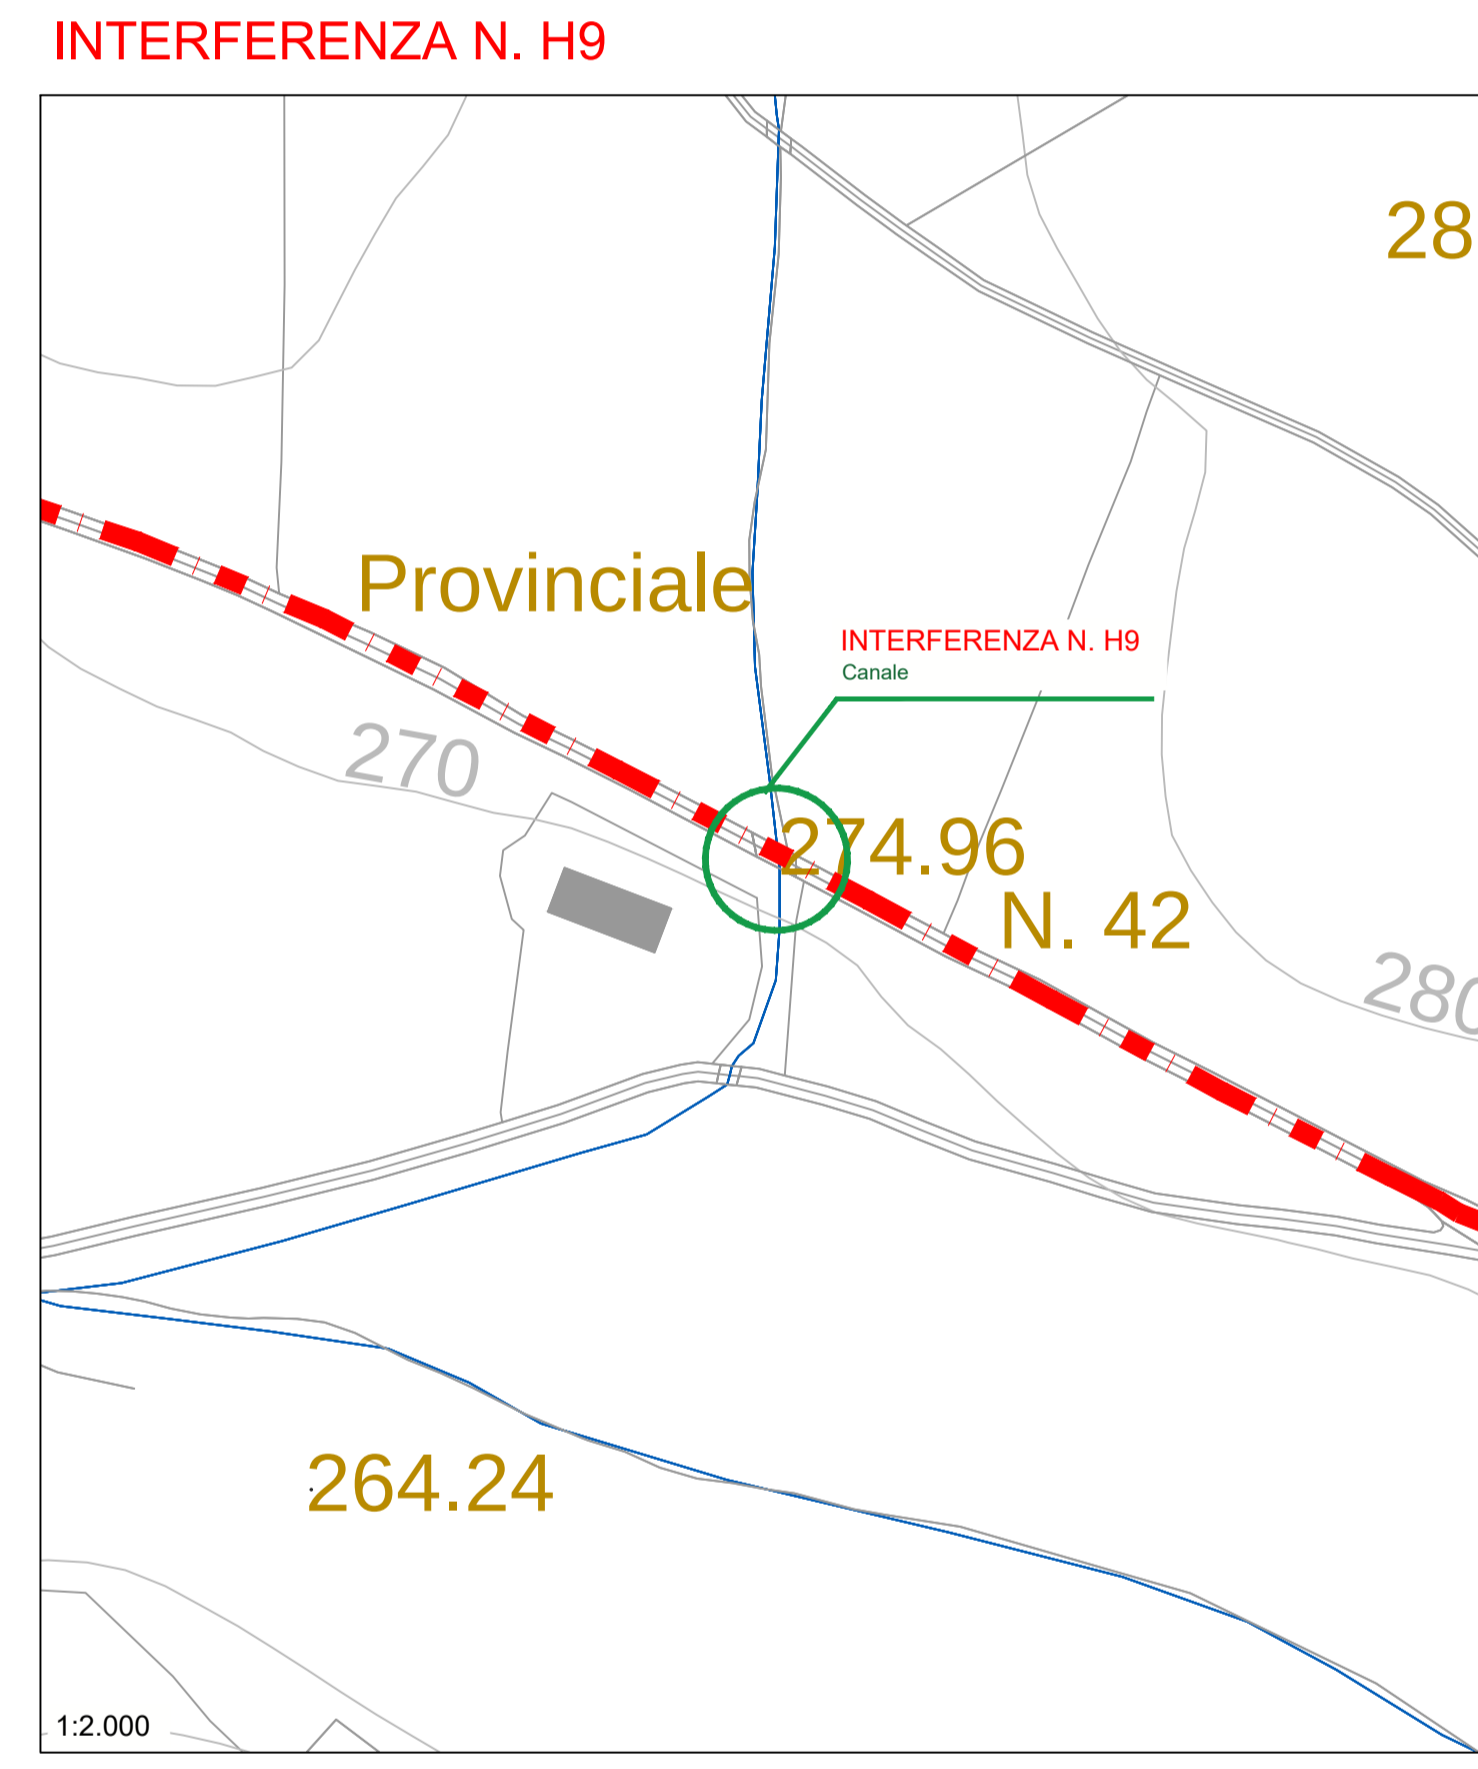 INTERFERENZA N. H9
28
Provinciale
INTERFERENZA N. H9
Canale
270
274.96
N. 42
280
264.24
1:2.000